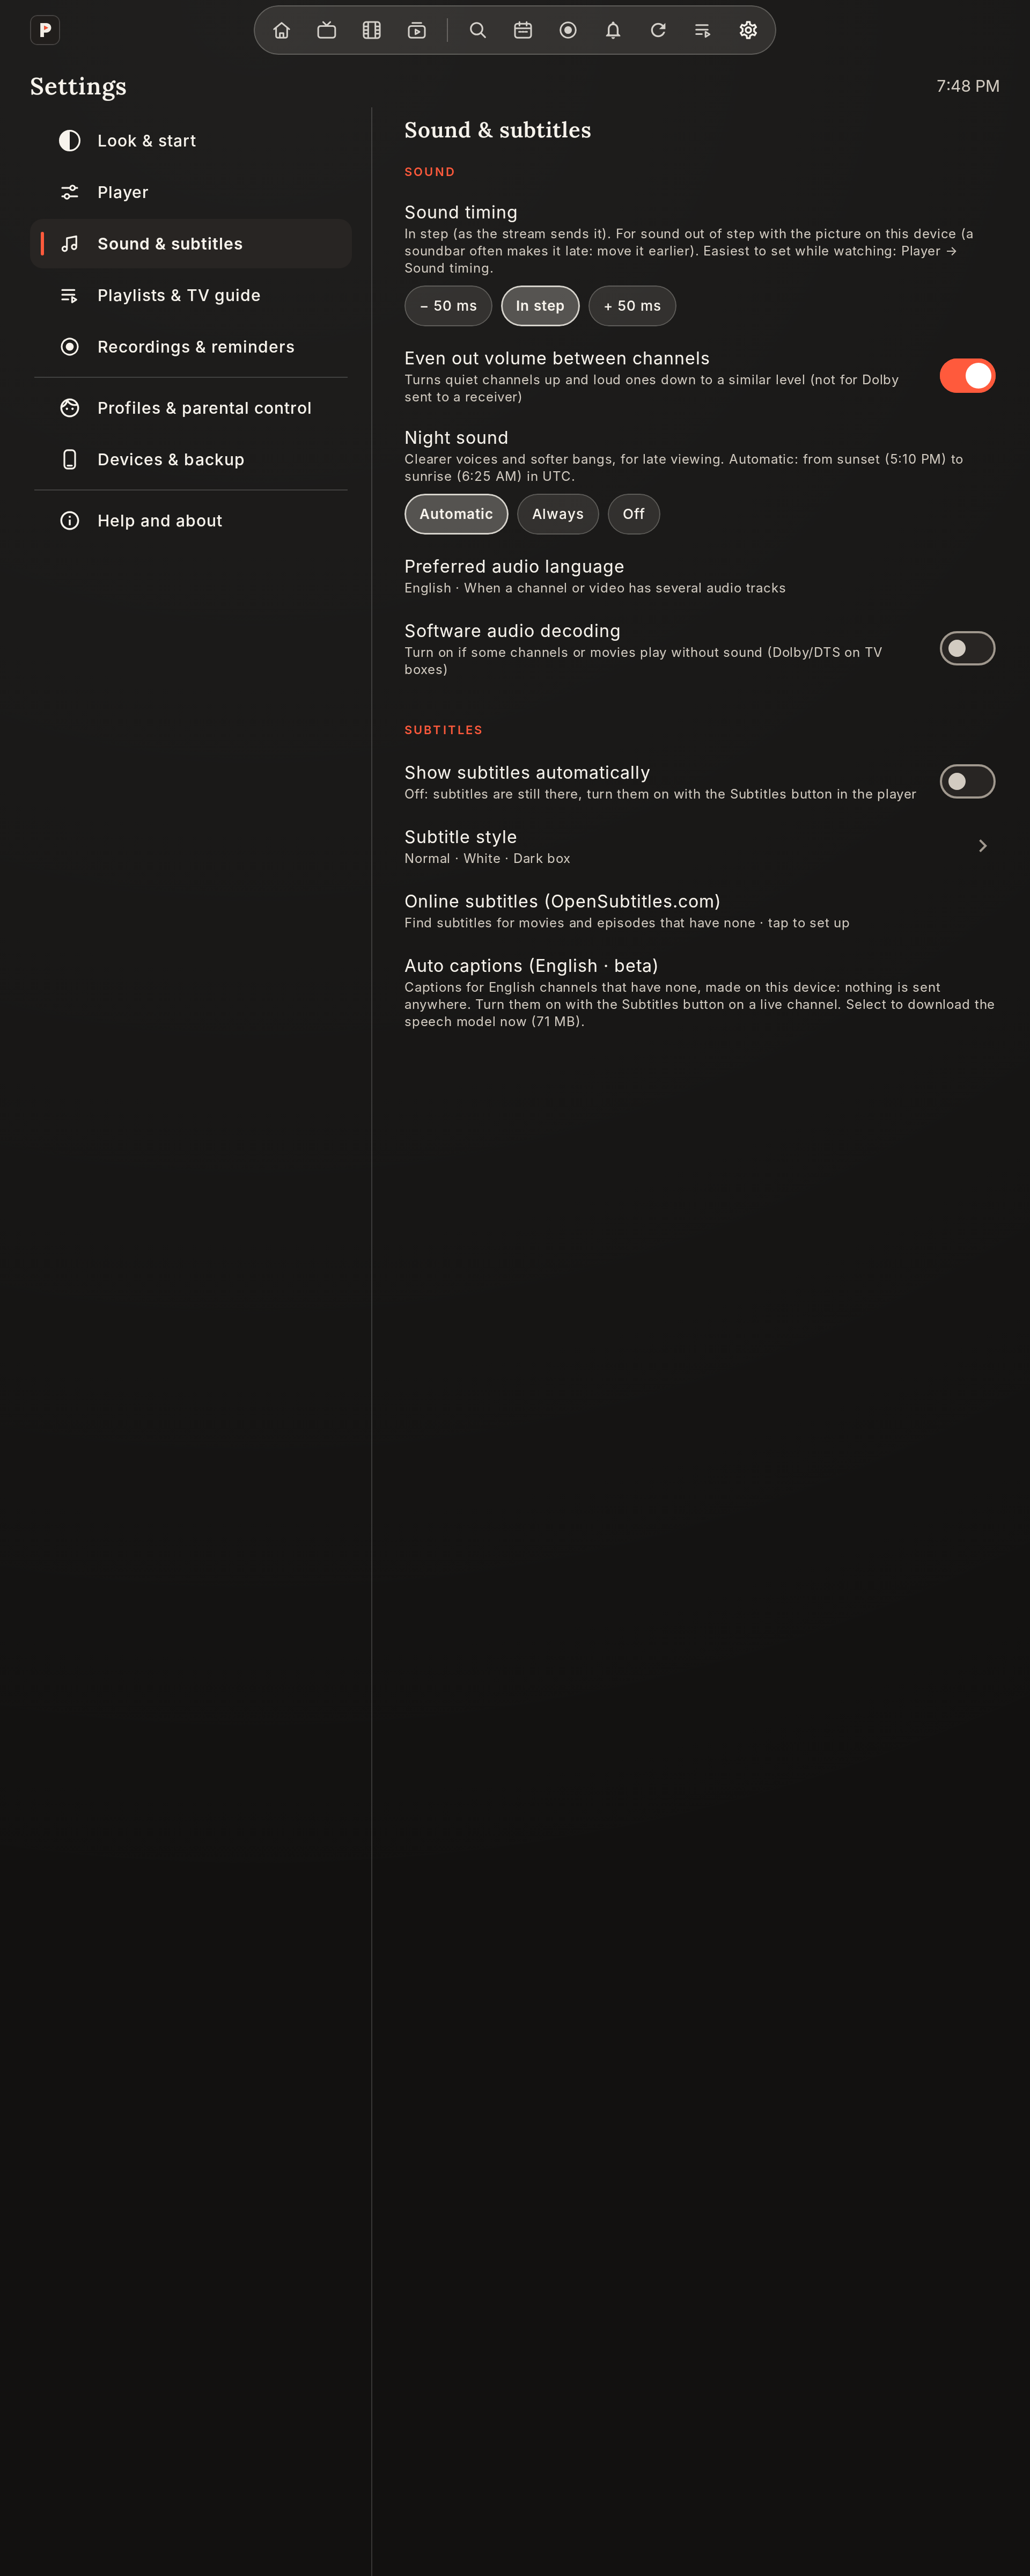 P
Settings
7:48 PM
Look & start
Player
Sound & subtitles
Playlists & TV guide
Recordings & reminders
Profiles & parental control
Devices & backup
Help and about
Sound & subtitles
SOUND
Sound timing
In step (as the stream sends it). For sound out of step with the picture on this device (a
soundbar often makes it late: move it earlier). Easiest to set while watching: Player →
Sound timing.
− 50 ms
In step
+ 50 ms
Even out volume between channels
Turns quiet channels up and loud ones down to a similar level (not for Dolby
sent to a receiver)
Night sound
Clearer voices and softer bangs, for late viewing. Automatic: from sunset (5:10 PM) to
sunrise (6:25 AM) in UTC.
Automatic
Always
Off
Preferred audio language
English · When a channel or video has several audio tracks
Software audio decoding
Turn on if some channels or movies play without sound (Dolby/DTS on TV
boxes)
SUBTITLES
Show subtitles automatically
Off: subtitles are still there, turn them on with the Subtitles button in the player
Subtitle style
Normal · White · Dark box
Online subtitles (OpenSubtitles.com)
Find subtitles for movies and episodes that have none · tap to set up
Auto captions (English · beta)
Captions for English channels that have none, made on this device: nothing is sent
anywhere. Turn them on with the Subtitles button on a live channel. Select to download the
speech model now (71 MB).